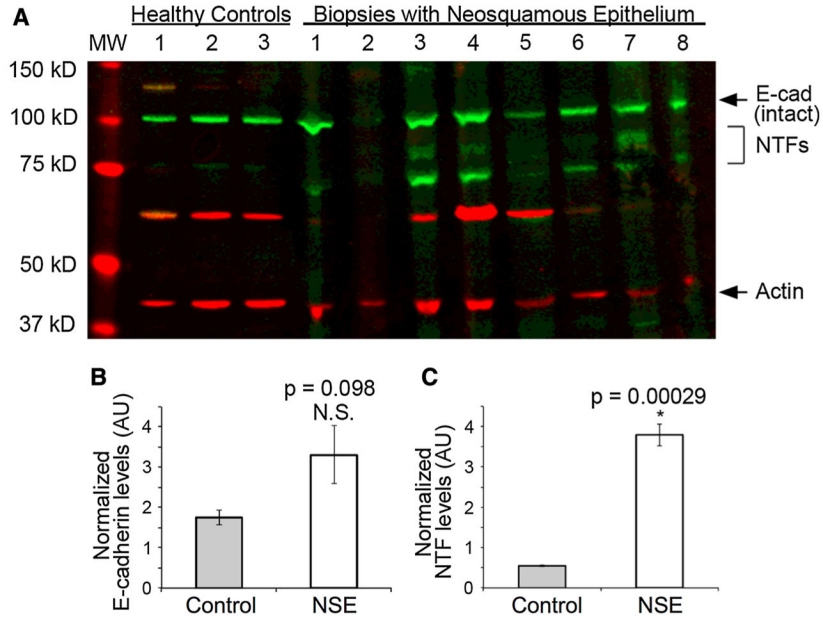 A
Healthy Controls Biopsies with Neosquamous Epithelium
MW 1 2 3 1 2 3 4 5 6 7 8
150 kD
100 kD
75 kD
50 kD
37 kD
E-cad
(intact)
NTFs
Actin
B
p = 0.098
N.S.
Normalized
E-cadherin levels (AU)
4
3
2
1
0
Control NSE
C
p = 0.00029
*
Normalized
NTF levels (AU)
4
3
2
1
0
Control NSE